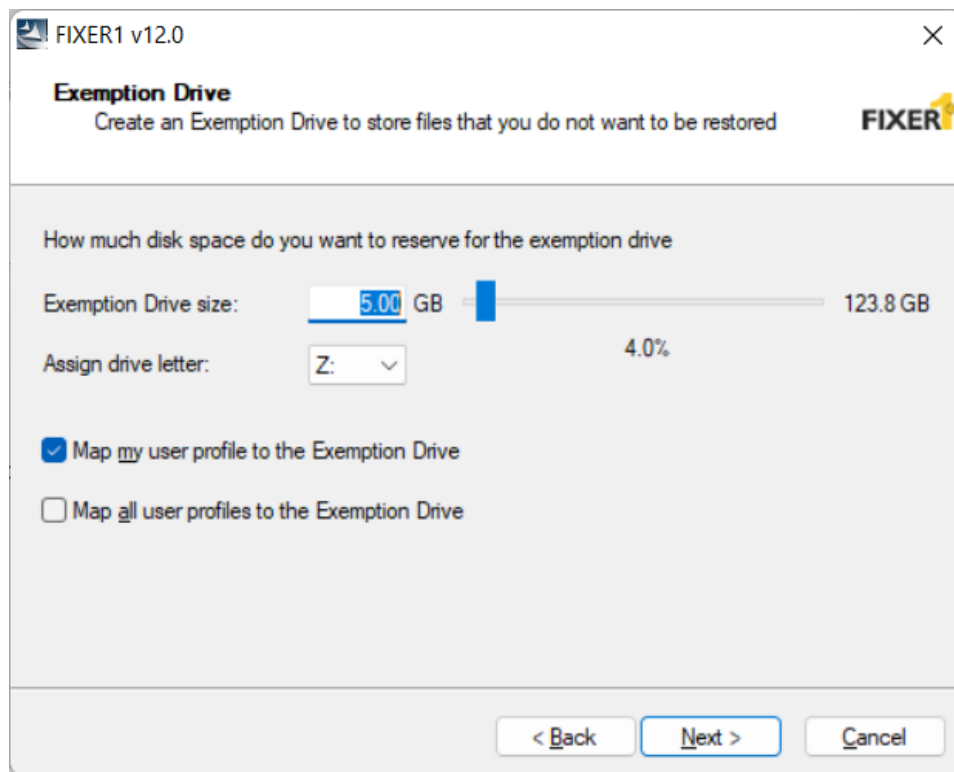 FIXER1 v12.0
Exemption Drive
Create an Exemption Drive to store files that you do not want to be restored
FIXER1
How much disk space do you want to reserve for the exemption drive
Exemption Drive size: 5.00 GB 123.8 GB
4.0%
Assign drive letter: Z:
Map my user profile to the Exemption Drive
Map all user profiles to the Exemption Drive
< Back Next > Cancel